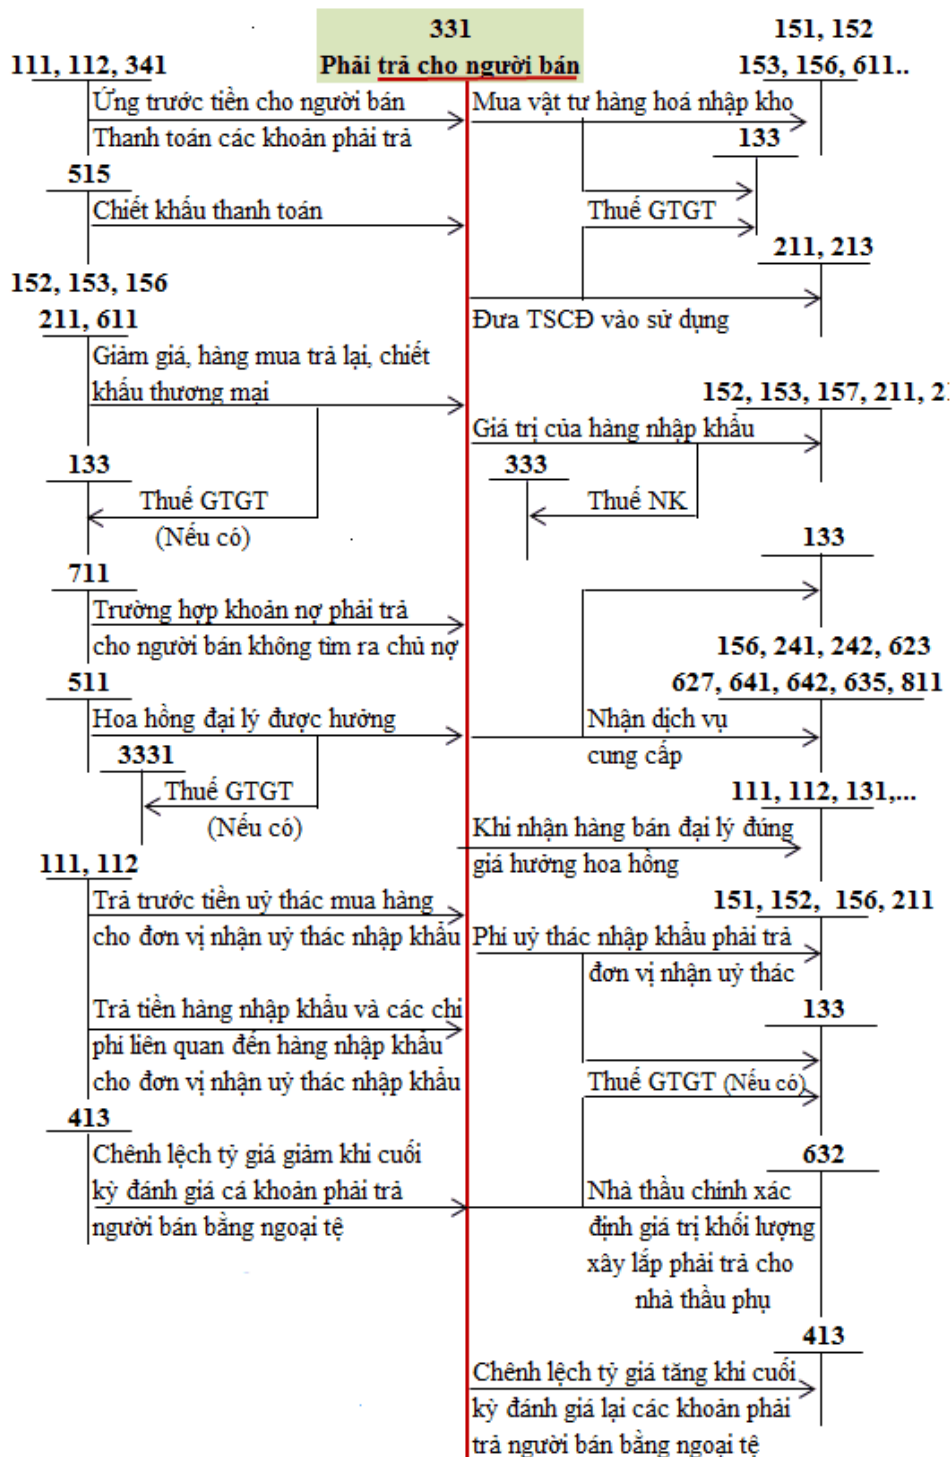 331
Phải trả cho người bán
111, 112, 341
Ứng trước tiền cho người bán
Thanh toán các khoản phải trả
515
Chiết khấu thanh toán
152, 153, 156
211, 611
Giảm giá, hàng mua trả lại, chiết
khấu thương mại
133
Thuế GTGT
(Nếu có)
711
Trường hợp khoản nợ phải trả
cho người bán không tìm ra chủ nợ
511
Hoa hồng đại lý được hưởng
3331
Thuế GTGT
(Nếu có)
111, 112
Trả trước tiền uỷ thác mua hàng
cho đơn vị nhận uỷ thác nhập khẩu
Trả tiền hàng nhập khẩu và các chi
phí liên quan đến hàng nhập khẩu
cho đơn vị nhận uỷ thác nhập khẩu
413
Chênh lệch tỷ giá giảm khi cuối
kỳ đánh giá cá khoản phải trả
người bán bằng ngoại tệ
151, 152
153, 156, 611..
Mua vật tư hàng hoá nhập kho
133
Thuế GTGT
211, 213
Đưa TSCĐ vào sử dụng
152, 153, 157, 211, 2
Giá trị của hàng nhập khẩu
333
Thuế NK
133
156, 241, 242, 623
627, 641, 642, 635, 811
Nhận dịch vụ
cung cấp
111, 112, 131,...
Khi nhận hàng bán đại lý đúng
giá hưởng hoa hồng
151, 152, 156, 211
Phí uỷ thác nhập khẩu phải trả
đơn vị nhận uỷ thác
133
Thuế GTGT (Nếu có)
632
Nhà thầu chính xác
định giá trị khối lượng
xây lắp phải trả cho
nhà thầu phụ
413
Chênh lệch tỷ giá tăng khi cuối
kỳ đánh giá lại các khoản phải
trả người bán bằng ngoại tệ